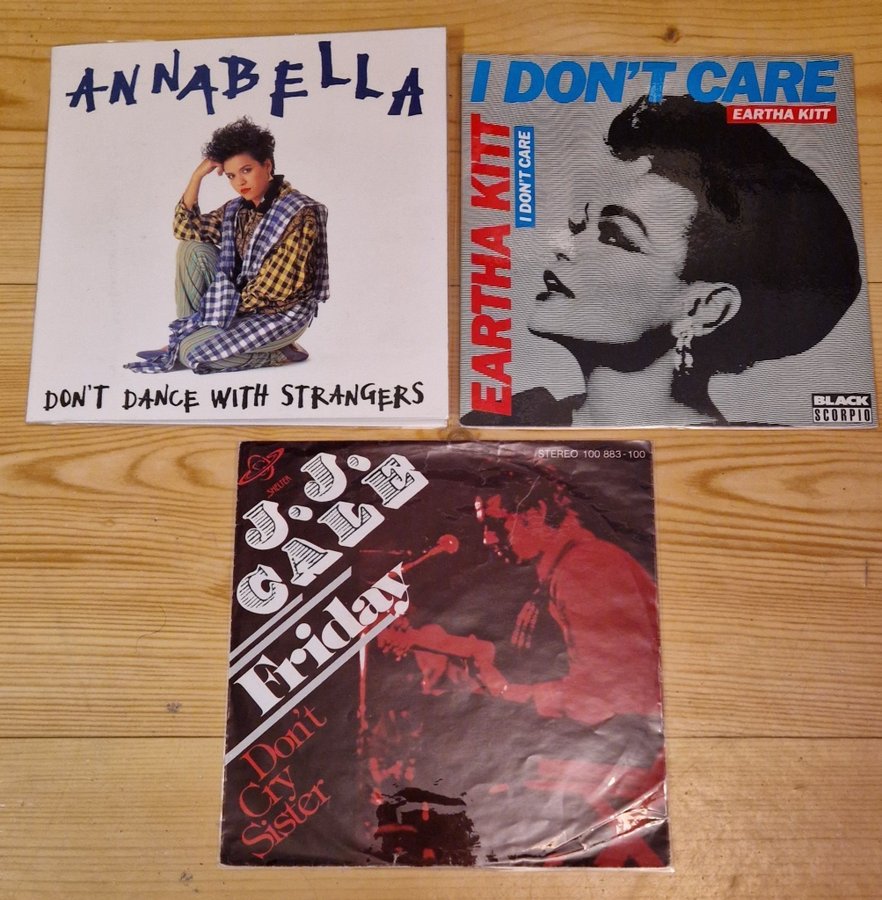 ANNABELLA
DON'T DANCE WITH STRANGERS
I DON'T CARE
EARTHA KITT
EARTHA KITT
I DON'T CARE
BLACK
SCORPIO
STEREO 100 883-100
SHELTER
J.J.
CALE
Friday
Don't
Cry
Sister